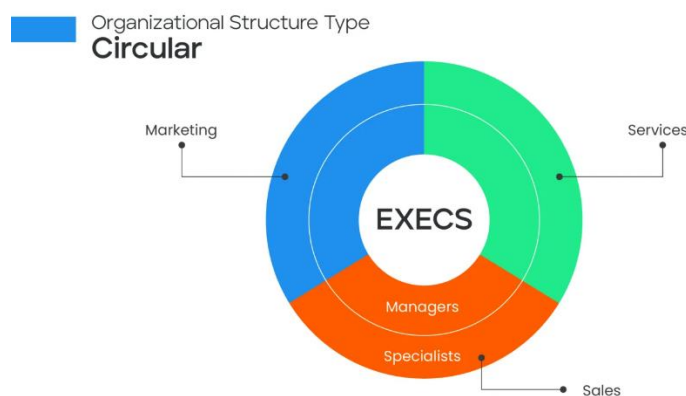 Organizational Structure Type
Circular
Marketing
Services
EXECS
Managers
Specialists
Sales